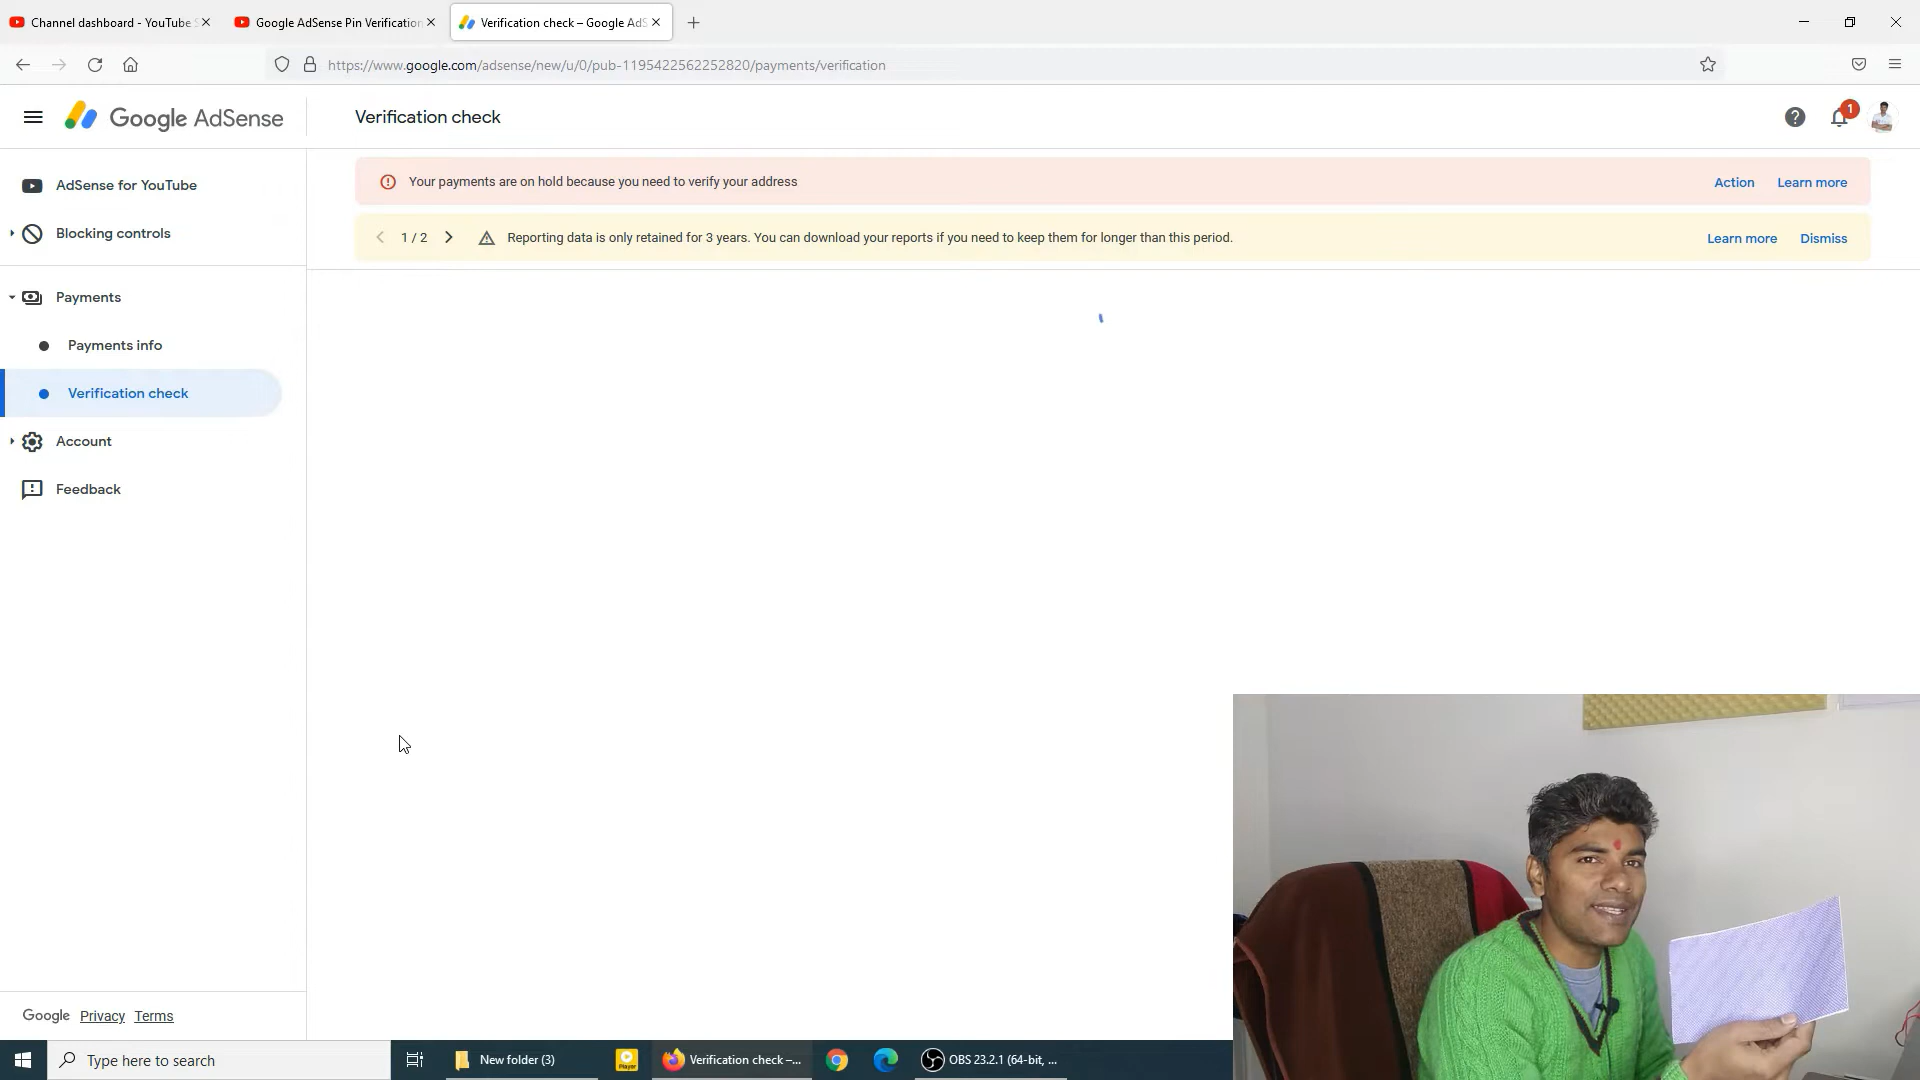 Channel dashboard - YouTube S
Google AdSense Pin Verification
Verification check – Google AdS
https://www.google.com/adsense/new/u/0/pub-1195422562252820/payments/verification
Google AdSense
Verification check
1
AdSense for YouTube
Blocking controls
Payments
Payments info
Verification check
Account
Feedback
Your payments are on hold because you need to verify your address
Action
Learn more
1 / 2
Reporting data is only retained for 3 years. You can download your reports if you need to keep them for longer than this period.
Learn more
Dismiss
Google
Privacy
Terms
Type here to search
New folder (3)
Player
Verification check –...
OBS 23.2.1 (64-bit, ...